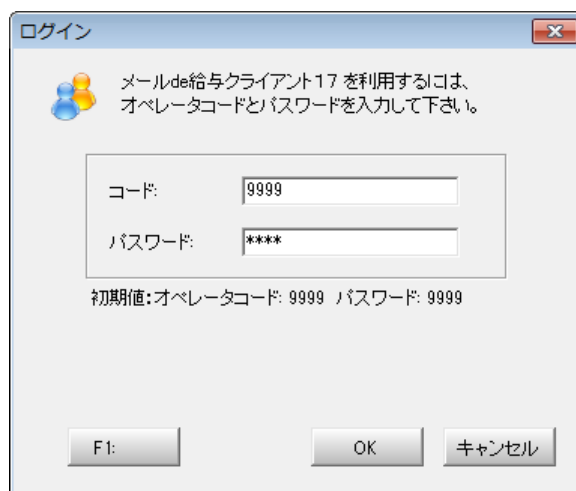 ログイン
メールde給与クライアント17 を利用するには、
オペレータコードとパスワードを入力して下さい。
コード: 9999
パスワード: ****
初期値:オペレータコード: 9999 パスワード: 9999
F1: OK キャンセル